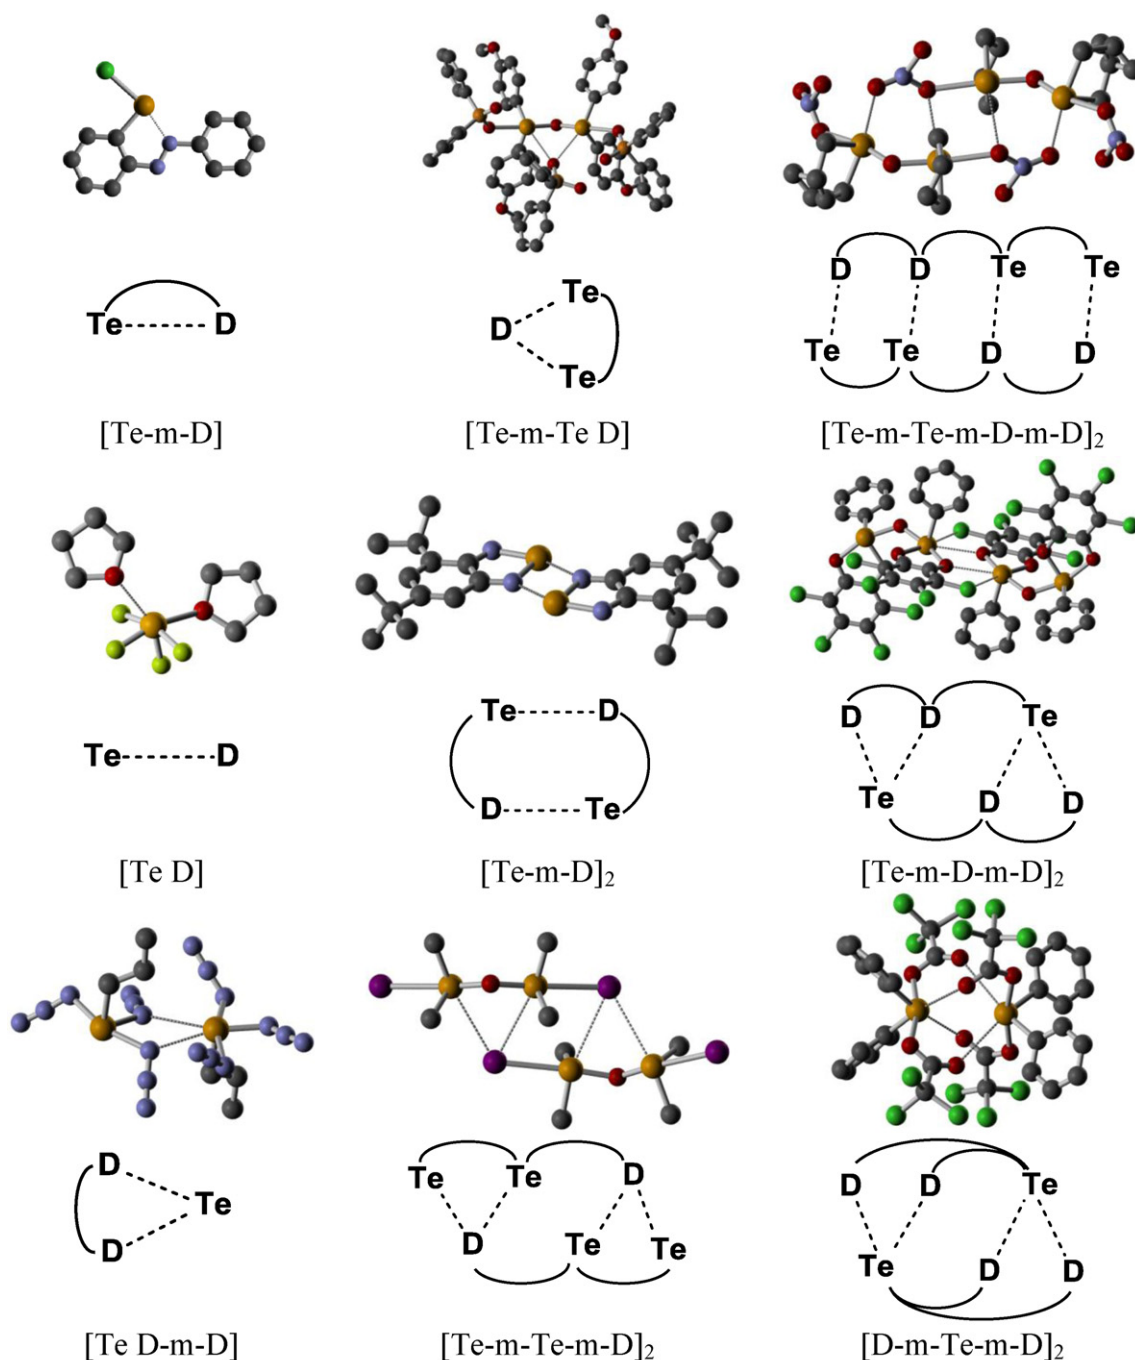 Te D
D Te Te
D D Te Te
Te Te D D
[Te-m-D]
[Te-m-Te D]
[Te-m-Te-m-D-m-D]₂
Te D
Te D
D Te
D D Te
Te D D
[Te D]
[Te-m-D]₂
[Te-m-D-m-D]₂
D
Te
D
Te Te D
D Te Te
D D Te
Te D D
[Te D-m-D]
[Te-m-Te-m-D]₂
[D-m-Te-m-D]₂